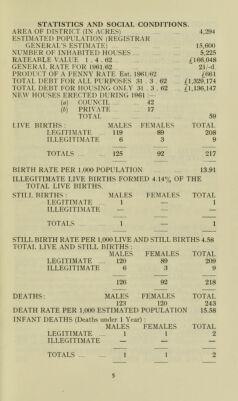 STATISTICS AND SOCIAL CONDITIONS.
AREA OF DISTRICT (IN ACRES) 4,294
ESTIMATED POPULATION (REGISTRAR
GENERAL'S ESTIMATE) 15,600
NUMBER OF INHABITED HOUSES 5,225
RATEABLE VALUE 1 . 4 . 62 £166,048
GENERAL RATE FOR 1961/62 21/-d.
PRODUCT OF A PENNY RATE Est. 1961/62 £661
TOTAL DEBT FOR ALL PURPOSES 31 . 3 . 62 £1,329,174
TOTAL DEBT FOR HOUSING ONLY 31 . 3 . 62 £1,136,147
NEW HOUSES ERECTED DURING 1961 —
(a) COUNCIL 42
(b) PRIVATE 17
TOTAL 59
LIVE BIRTHS : MALES FEMALES TOTAL
LEGITIMATE 119 89 208
ILLEGITIMATE 6 3 9
TOTALS 125 92 217
BIRTH RATE PER 1,000 POPULATION 13.91
ILLEGITIMATE LIVE BIRTHS FORMED 4.14% OF THE
TOTAL LIVE BIRTHS.
STILL BIRTHS : MALES FEMALES TOTAL
LEGITIMATE 1 — 1
ILLEGITIMATE — — —
TOTALS 1 — 1
STILL BIRTH RATE PER 1,000 LIVE AND STILL BIRTHS 4.58
TOTAL LIVE AND STILL BIRTHS :
MALES FEMALES TOTAL
LEGITIMATE 120 89 209
ILLEGITIMATE 6 3 9
126 92 218
DEATHS: MALES FEMALES TOTAL
123 120 243
DEATH RATE PER 1,000 ESTIMATED POPULATION 15.58
INFANT DEATHS (Deaths under 1 Year) :
MALES FEMALES TOTAL
LEGITIMATE 1 1 2
ILLEGITIMATE — — —
TOTALS 1 1 2
5